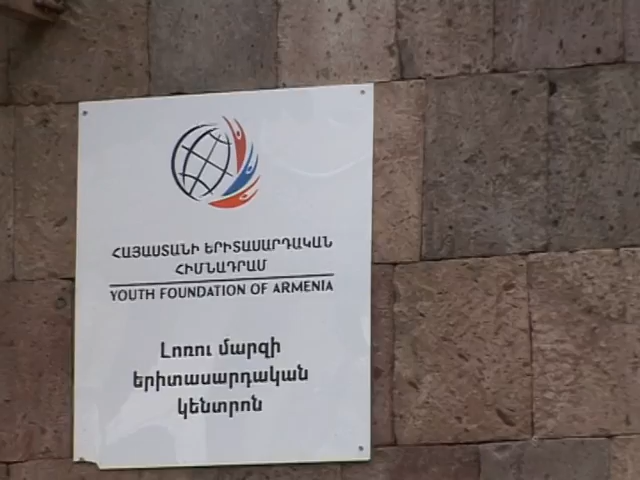 ՀԱՅԱՍՏԱՆԻ ԵՐԻՏԱՍԱՐԴԱԿԱՆ
ՀԻՄՆԱԴՐԱՄ
YOUTH FOUNDATION OF ARMENIA
Լոռու մարզի
երիտասարդական
կենտրոն